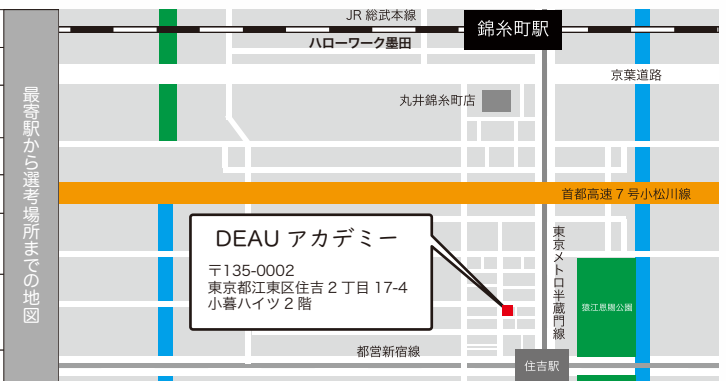 最寄駅から選考場所までの地図
JR 総武本線
錦糸町駅
ハローワーク墨田
京葉道路
丸井錦糸町店
首都高速 7 号小松川線
DEAU アカデミー
〒135-0002
東京都江東区住吉 2 丁目 17-4
小暮ハイツ 2 階
東京メトロ半蔵門線
猿江恩賜公園
都営新宿線
住吉駅